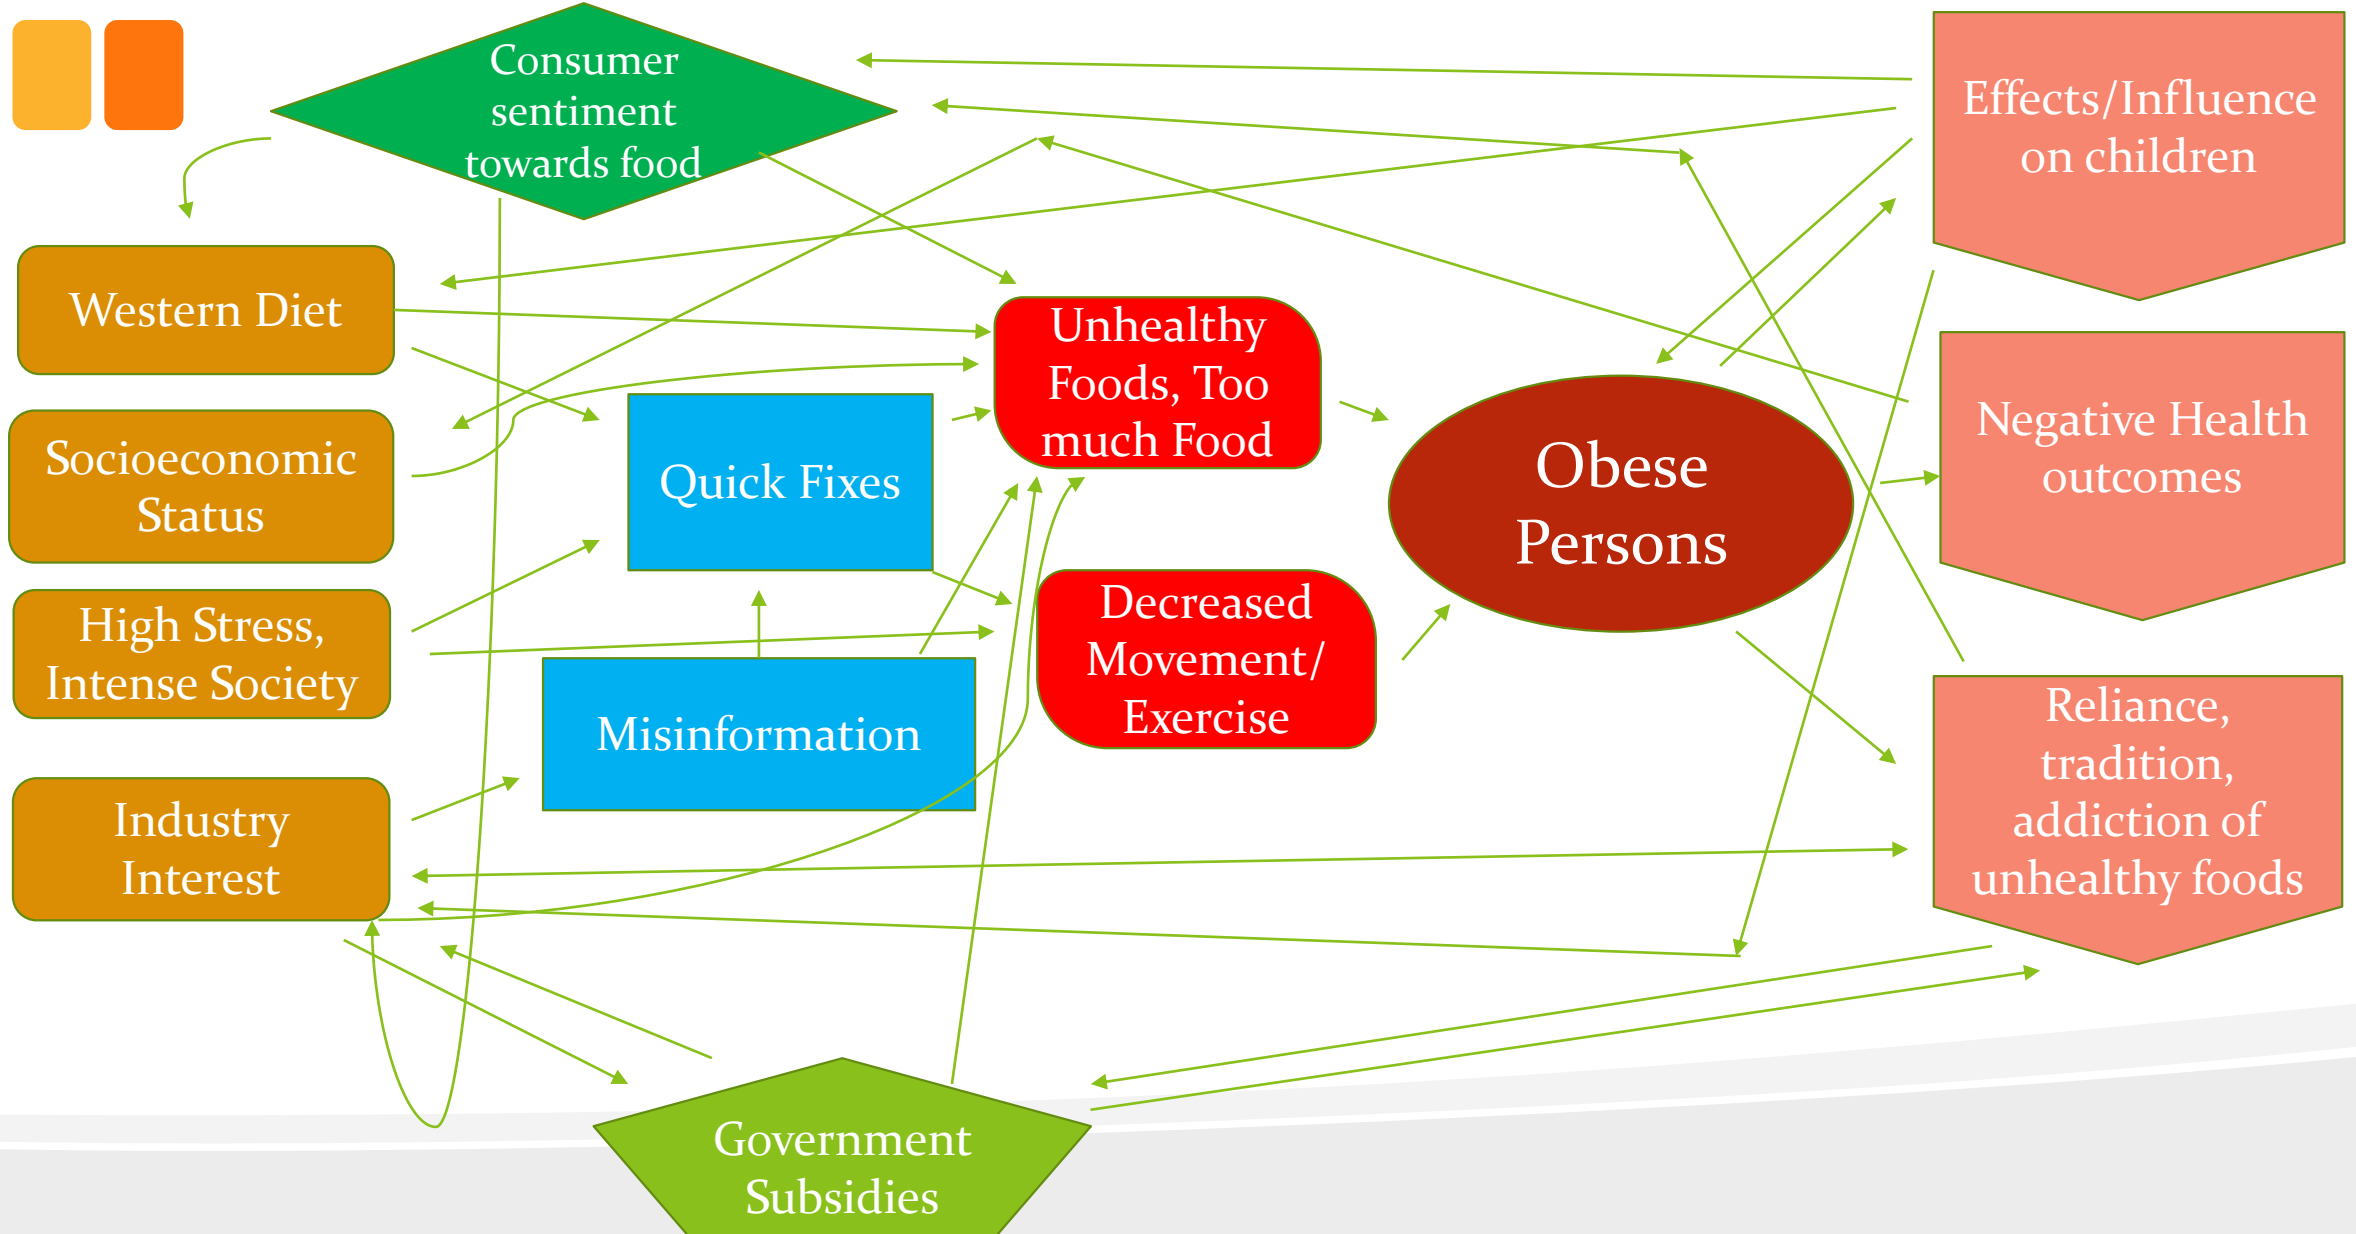 Consumer
sentiment
towards food
Effects/Influence
on children
Western Diet
Unhealthy
Foods, Too
much Food
Socioeconomic
Status
Quick Fixes
Obese
Persons
Negative Health
outcomes
High Stress,
Intense Society
Decreased
Movement/
Exercise
Misinformation
Reliance,
tradition,
addiction of
unhealthy foods
Industry
Interest
Government
Subsidies